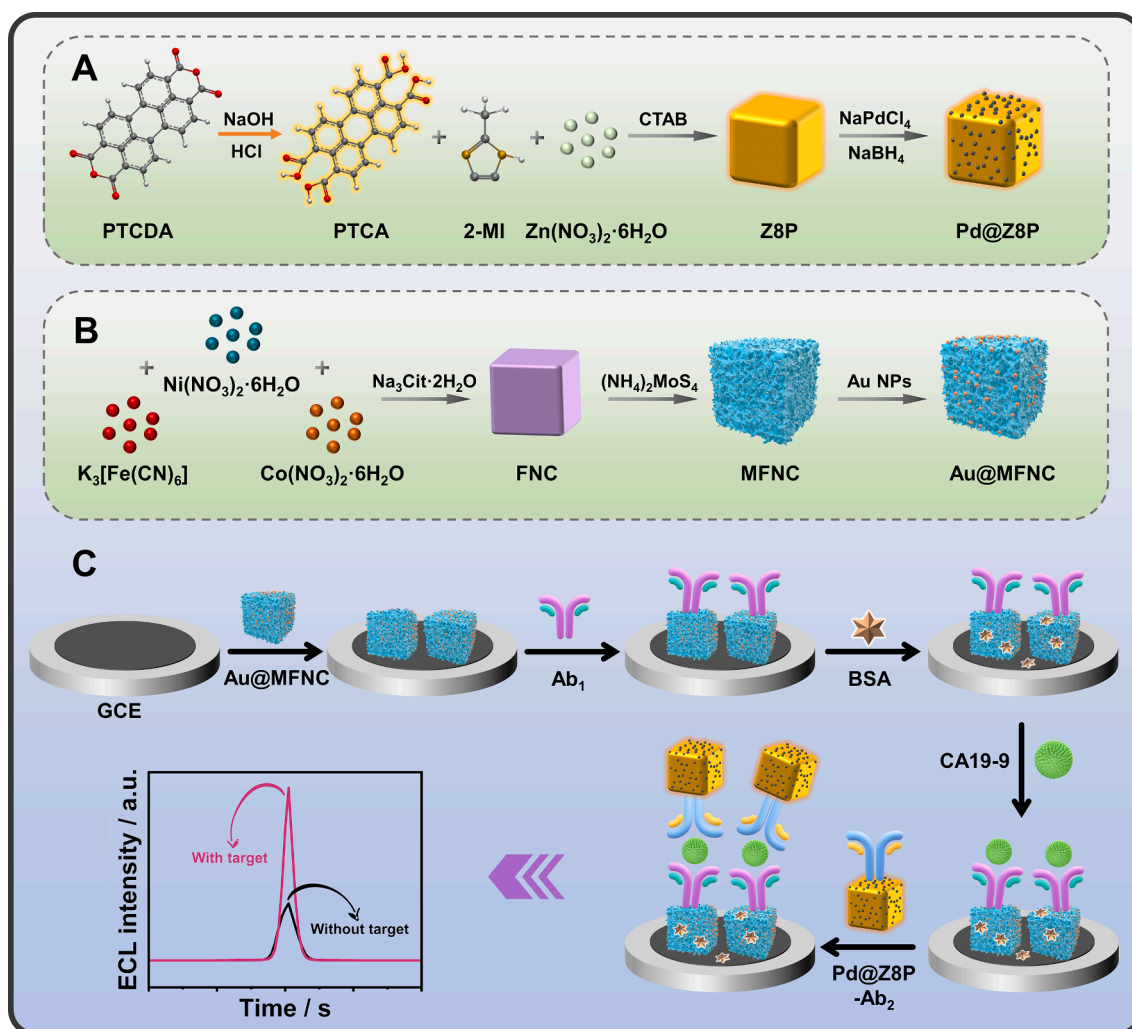 A
NaOH
HCl
+
+
CTAB
NaPdCl₄
NaBH₄
PTCDA
PTCA
2-MI
Zn(NO₃)₂·6H₂O
Z8P
Pd@Z8P
B
+
Ni(NO₃)₂·6H₂O
+
Na₃Cit·2H₂O
(NH₄)₂MoS₄
Au NPs
K₃[Fe(CN)₆]
Co(NO₃)₂·6H₂O
FNC
MFNC
Au@MFNC
C
GCE
Au@MFNC
Ab₁
BSA
CA19-9
Pd@Z8P
-Ab₂
ECL intensity / a.u.
With target
Without target
Time / s